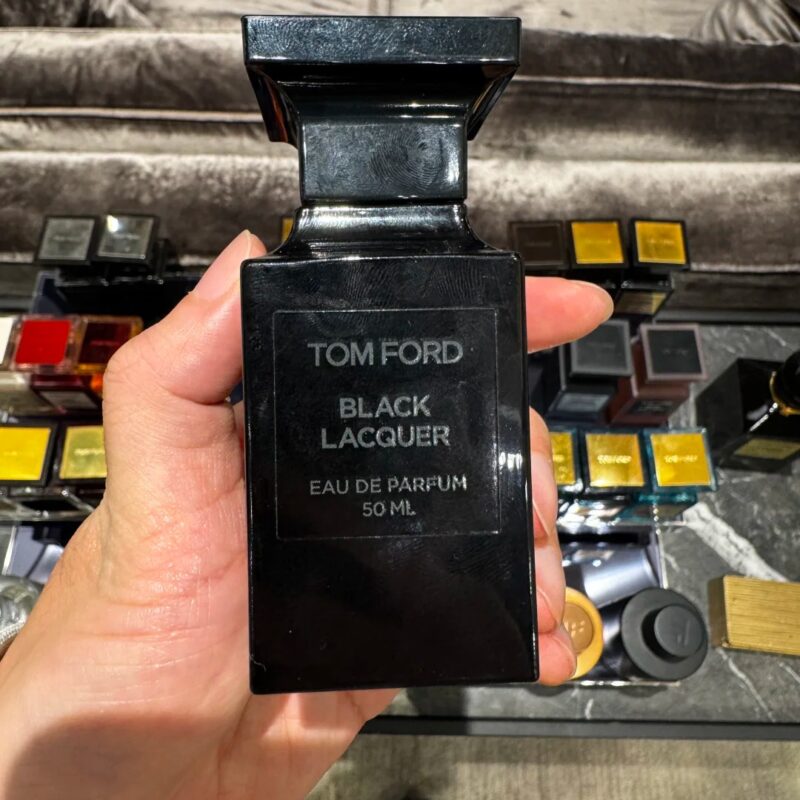 TOM FORD
BLACK
LACQUER
EAU DE PARFUM
50 ML